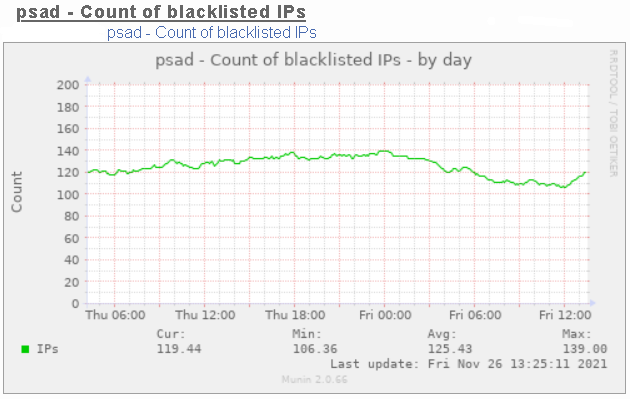 psad - Count of blacklisted IPs
psad - Count of blacklisted IPs
psad - Count of blacklisted IPs - by day
RRDTOOL / TOBI OETIKER
Count
200
180
160
140
120
100
80
60
40
20
0
Thu 06:00 Thu 12:00 Thu 18:00 Fri 00:00 Fri 06:00 Fri 12:00
Cur: Min: Avg: Max:
IPs 119.44 106.36 125.43 139.00
Last update: Fri Nov 26 13:25:11 2021
Munin 2.0.66